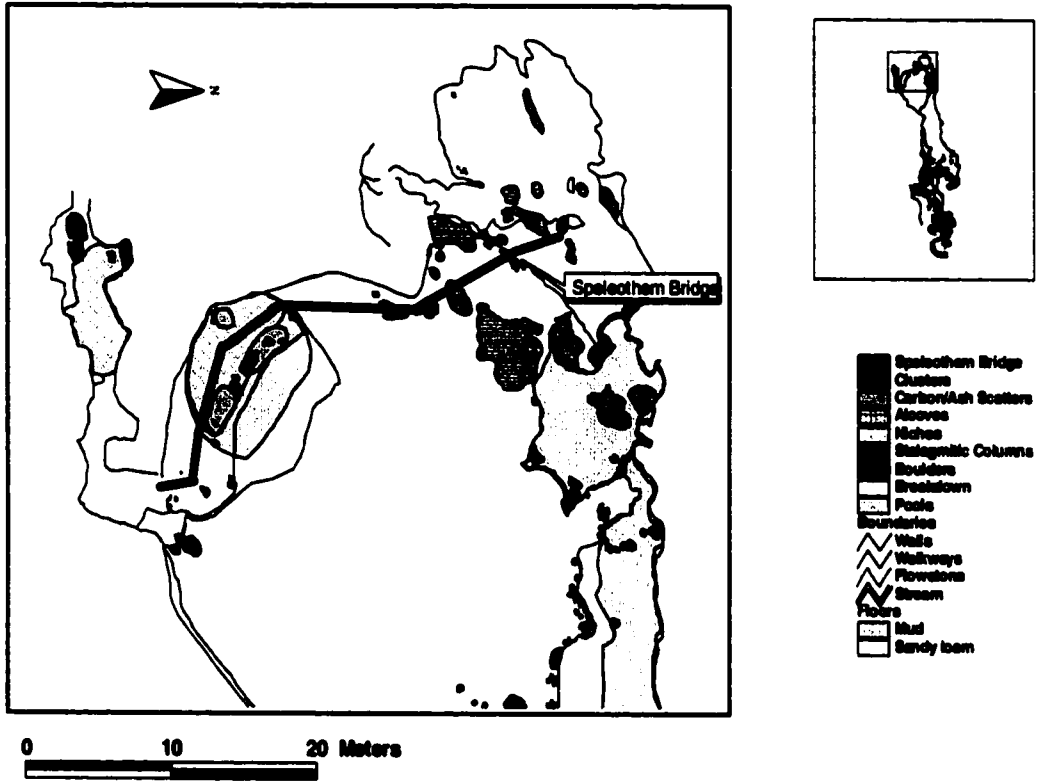 N
Speleothem Bridge
Speleothem Bridge
Clusters
Carbon/Ash Scatters
Alcoves
Niches
Stalagmitic Columns
Boulders
Breakdown
Pools
Boundaries
Walls
Walkways
Flowstone
Stream
Floors
Mud
Sandy loam
0 10 20 Meters